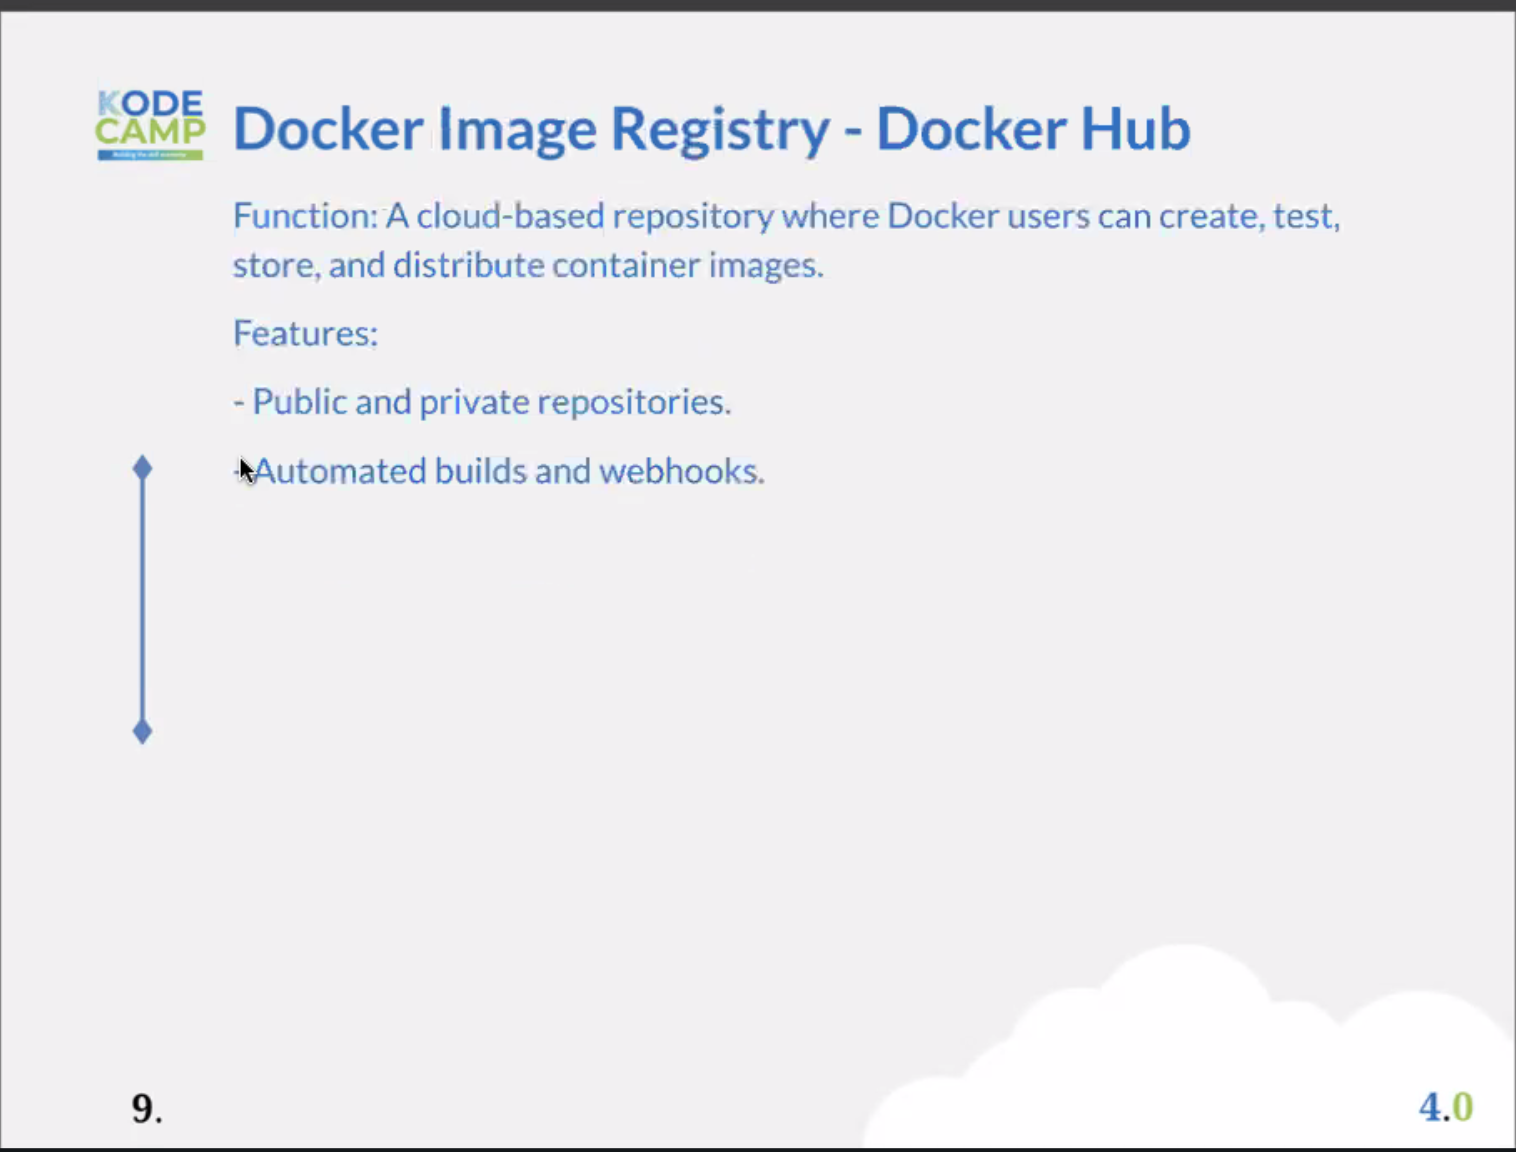 KODE
CAMP
Docker Image Registry - Docker Hub
Function: A cloud-based repository where Docker users can create, test,
store, and distribute container images.
Features:
- Public and private repositories.
- Automated builds and webhooks.
9.
4.0